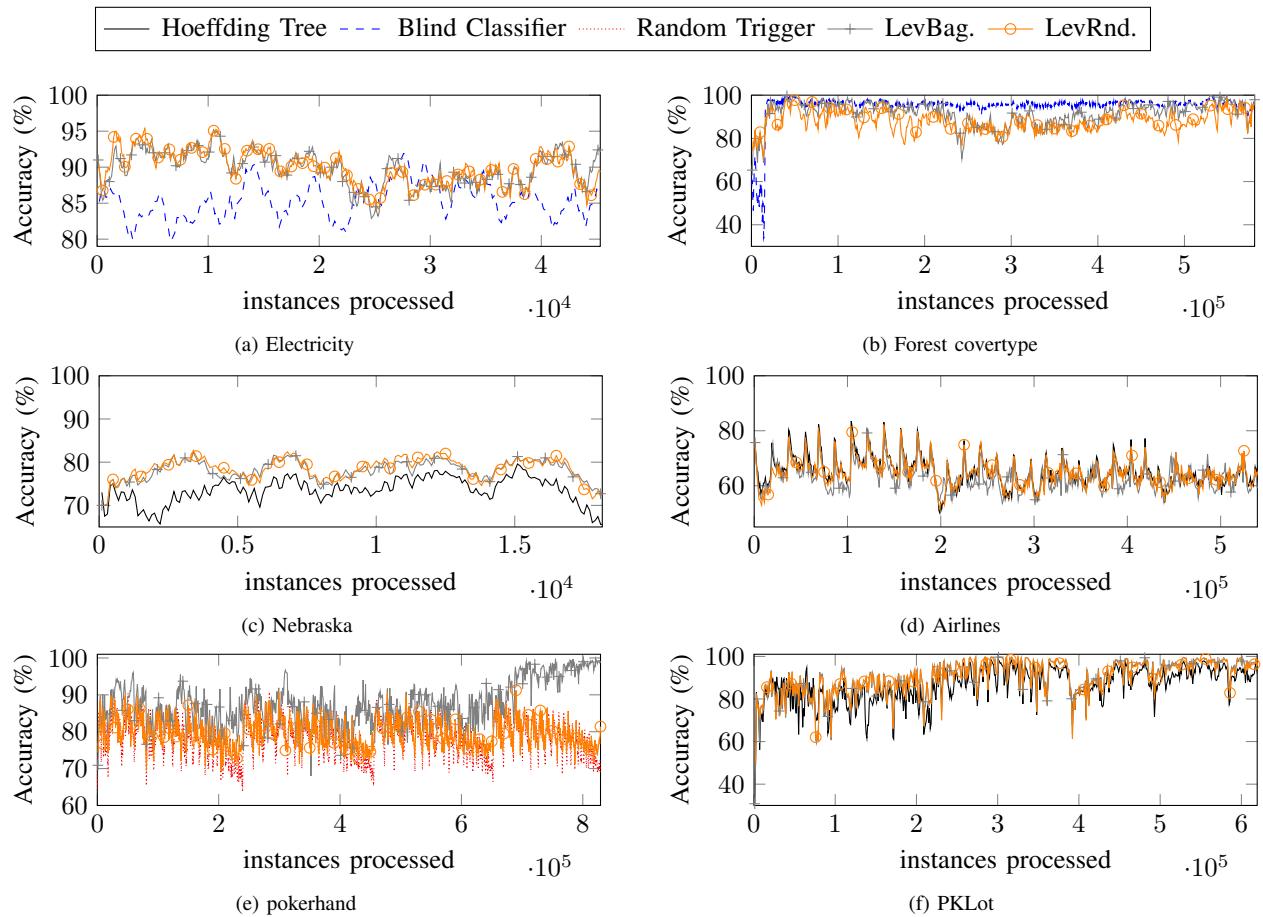 Hoeffding Tree Blind Classifier Random Trigger LevBag. LevRnd.
100
95
90
85
80
Accuracy (%)
0 1 2 3 4
instances processed
·10^4
(a) Electricity
100
80
60
40
Accuracy (%)
0 1 2 3 4 5
instances processed
·10^5
(b) Forest covertype
100
90
80
70
Accuracy (%)
0 0.5 1 1.5
instances processed
·10^4
(c) Nebraska
100
80
60
Accuracy (%)
0 1 2 3 4 5
instances processed
·10^5
(d) Airlines
100
90
80
70
60
Accuracy (%)
0 2 4 6 8
instances processed
·10^5
(e) pokerhand
100
80
60
40
Accuracy (%)
0 1 2 3 4 5 6
instances processed
·10^5
(f) PKLot